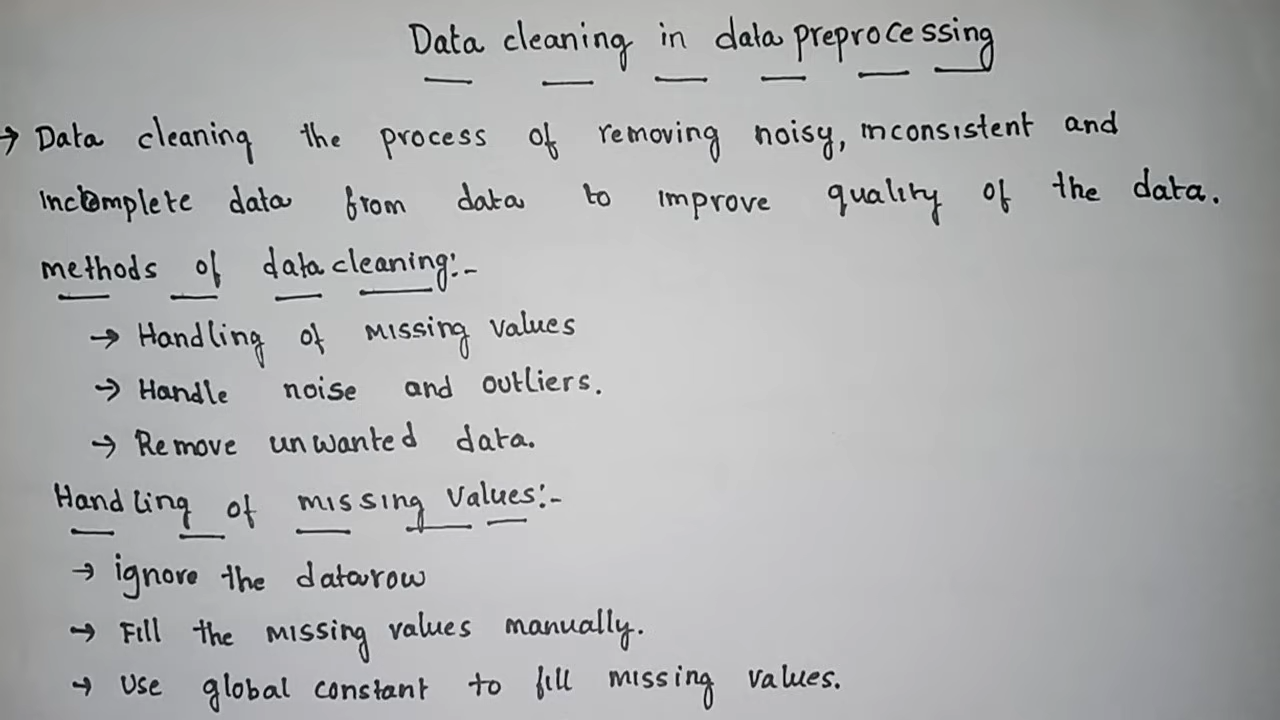 Data cleaning in data preprocessing
→ Data cleaning the process of removing noisy, inconsistent and
incomplete data from data to improve quality of the data.
methods of data cleaning:-
→ Handling of missing values
→ Handle noise and outliers.
→ Remove unwanted data.
Handling of missing values:-
→ ignore the datarow
→ Fill the missing values manually.
→ Use global constant to fill missing values.